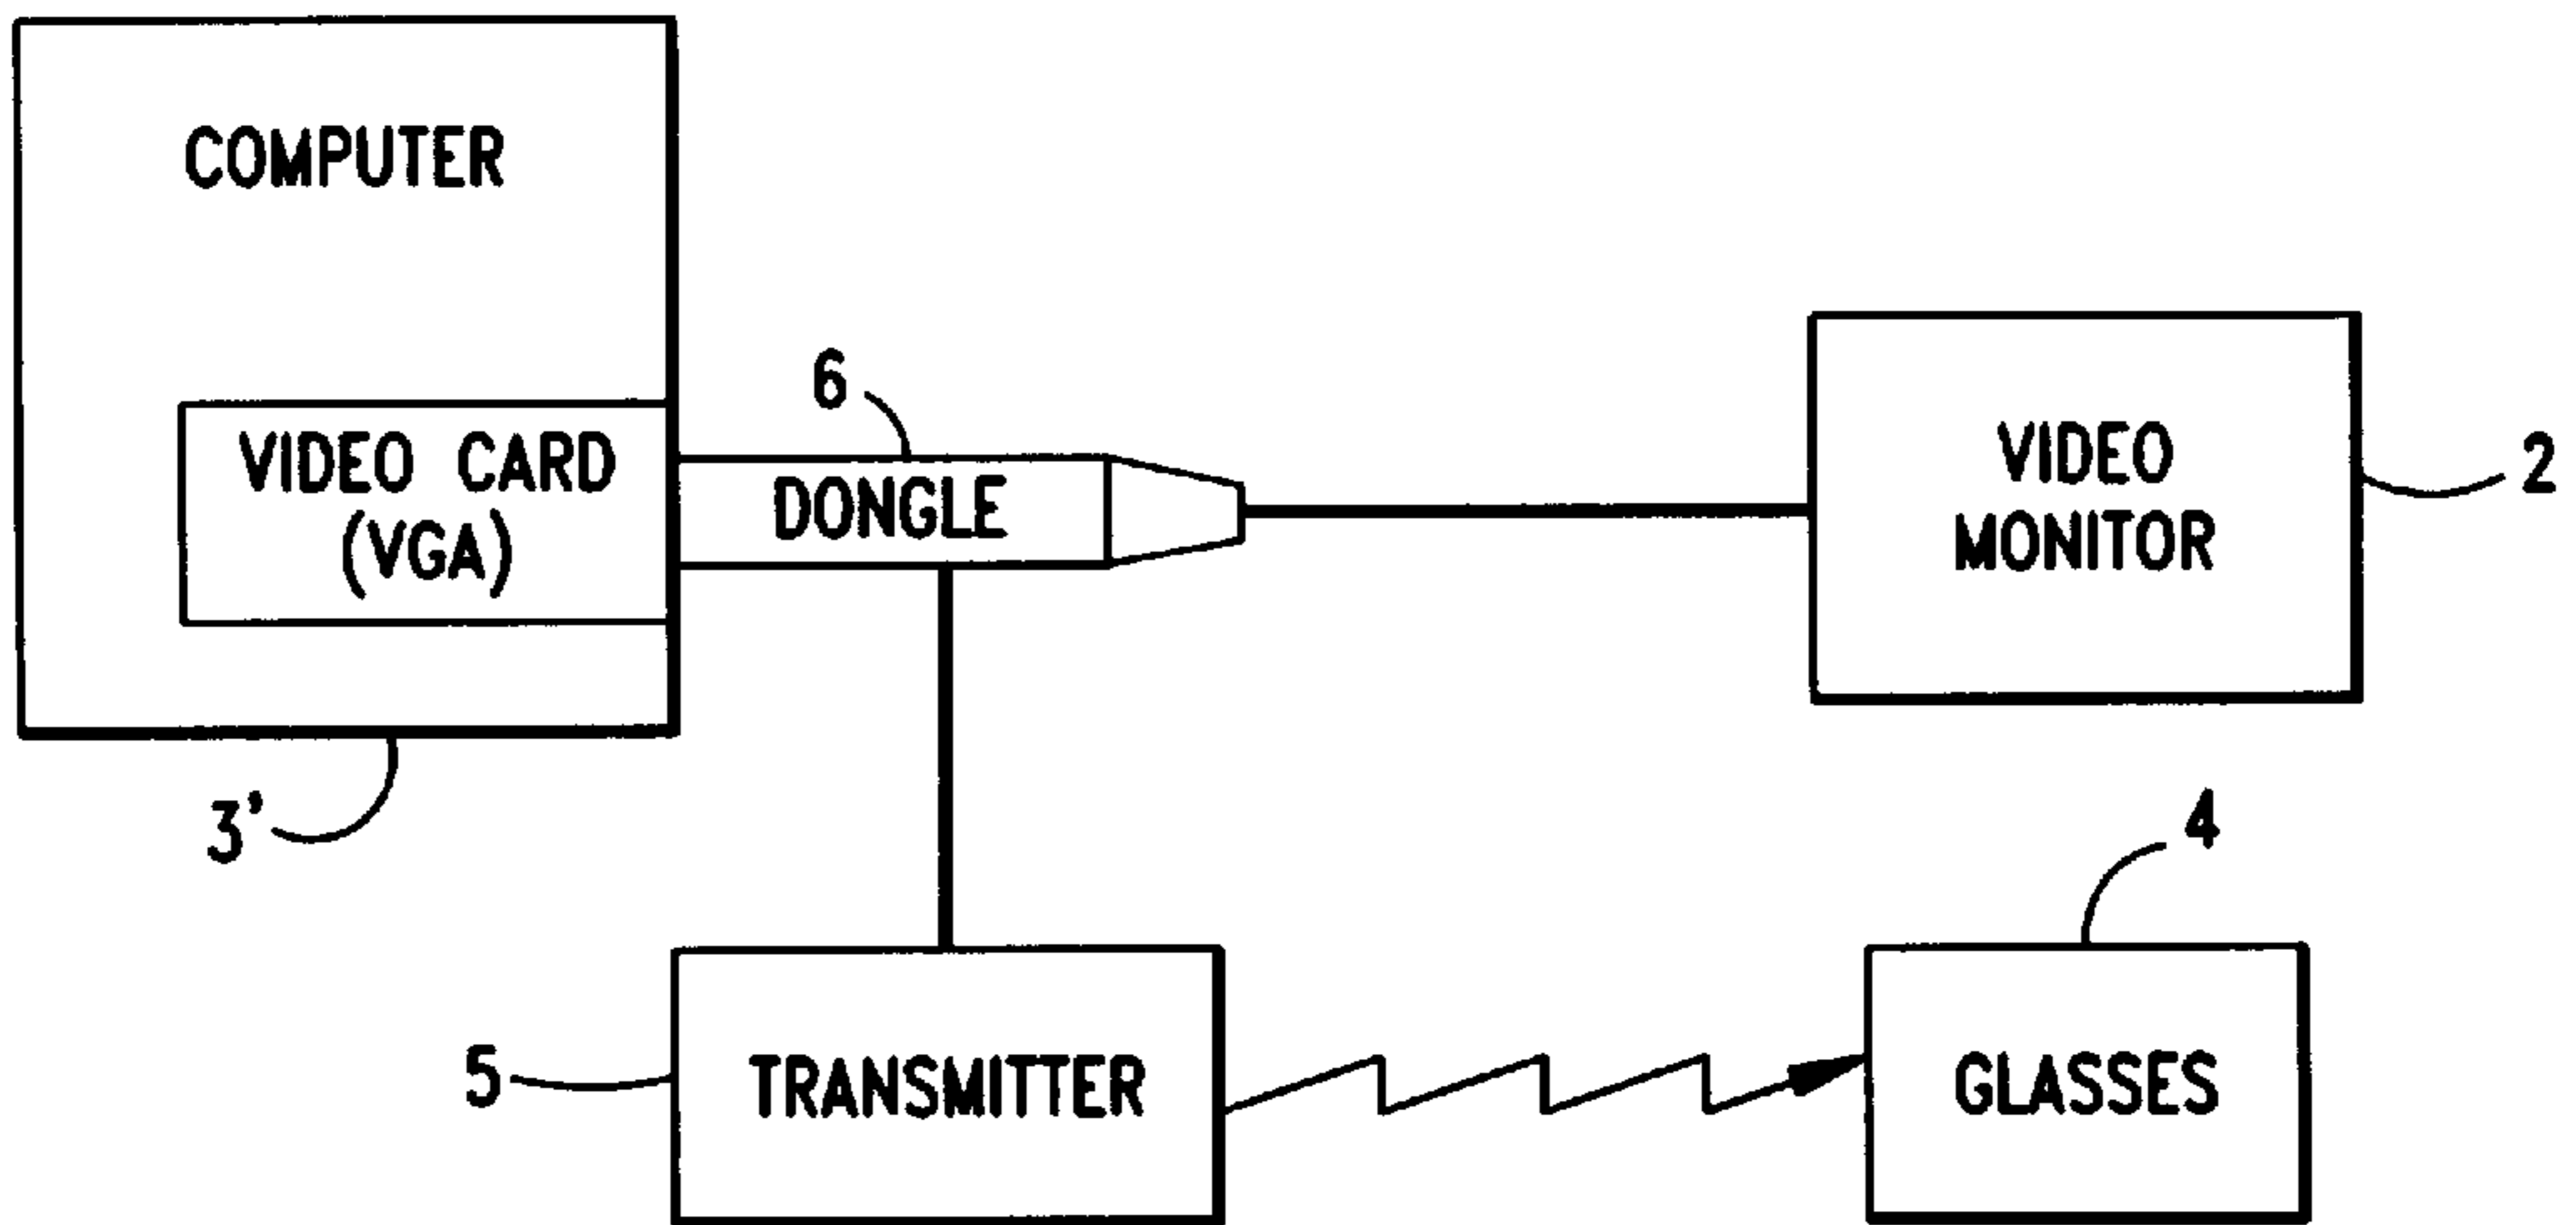 COMPUTER
VIDEO CARD
(VGA)
6
DONGLE
VIDEO
MONITOR
2
3'
4
5
TRANSMITTER
GLASSES